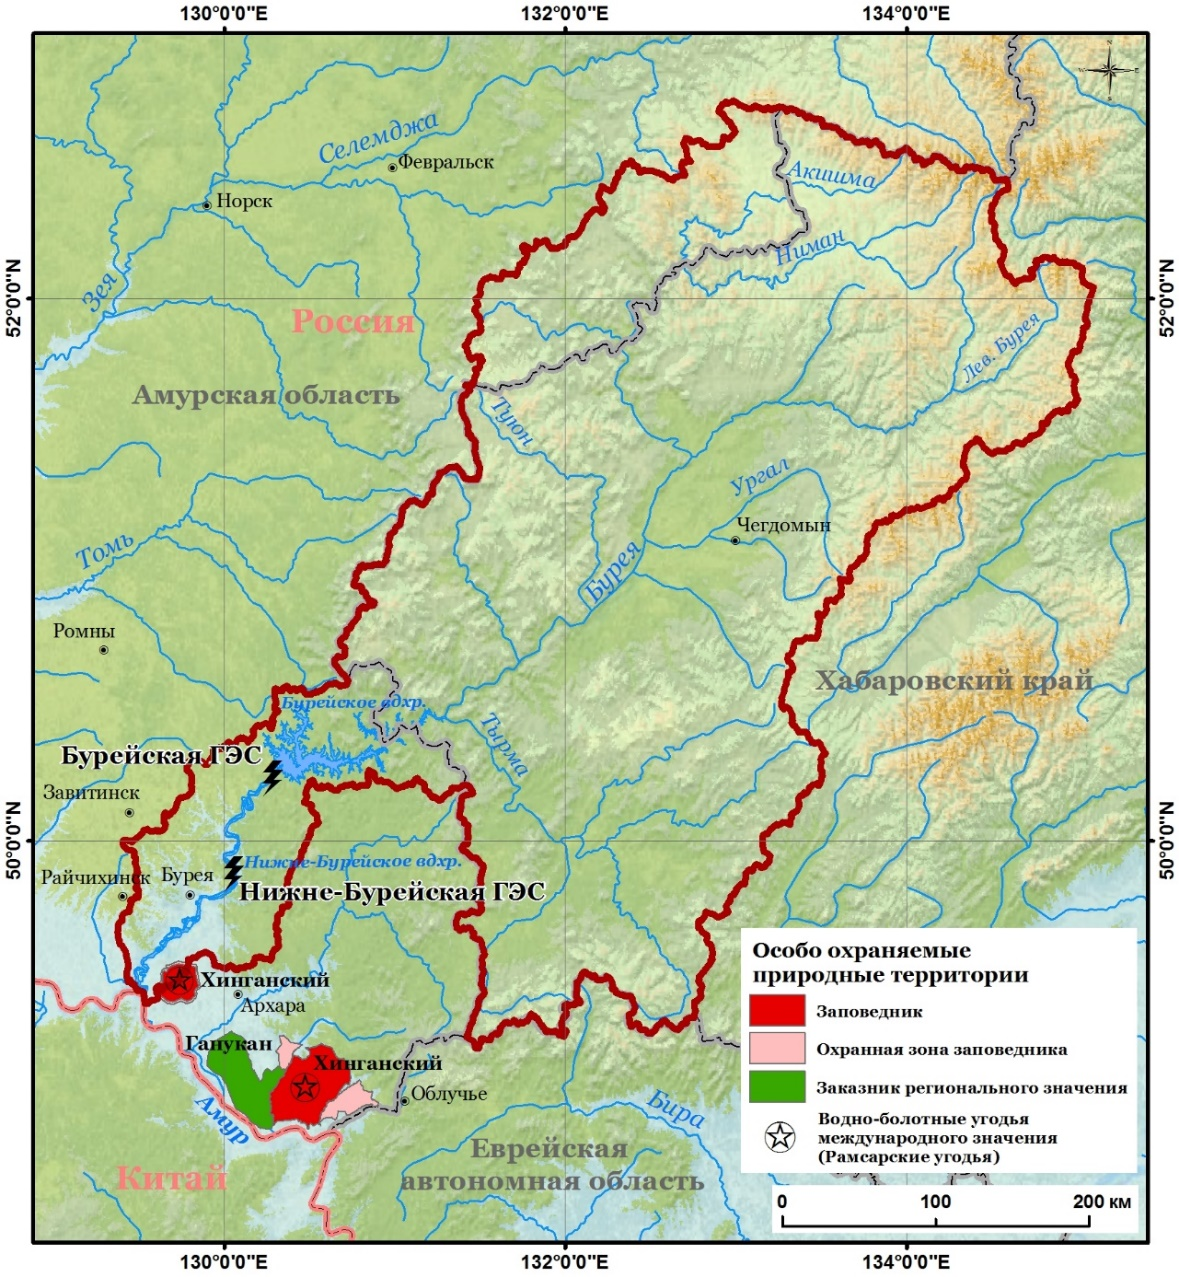 130°0'0"E
132°0'0"E
134°0'0"E
Селемджа
Февральск
Акишма
Норск
Ниман
52°0'0"N
52°0'0"N
Зея
Россия
Лев. Бурея
Амурская область
Туюн
Ургал
Чегдомын
Томь
Бурея
Ромны
Хабаровский край
Бурейское вдхр.
Тырма
Бурейская ГЭС
Завитинск
50°0'0"N
50°0'0"N
Нижне-Бурейское вдхр.
Райчихинск
Бурея
Нижне-Бурейская ГЭС
Хинганский
Архара
Ганукан
Хинганский
Облучье
Амур
Бира
Китай
Еврейская
автономная область
Особо охраняемые
природные территории
Заповедник
Охранная зона заповедника
Заказник регионального значения
Водно-болотные угодья
международного значения
(Рамсарские угодья)
0 100 200 км
130°0'0"E
132°0'0"E
134°0'0"E